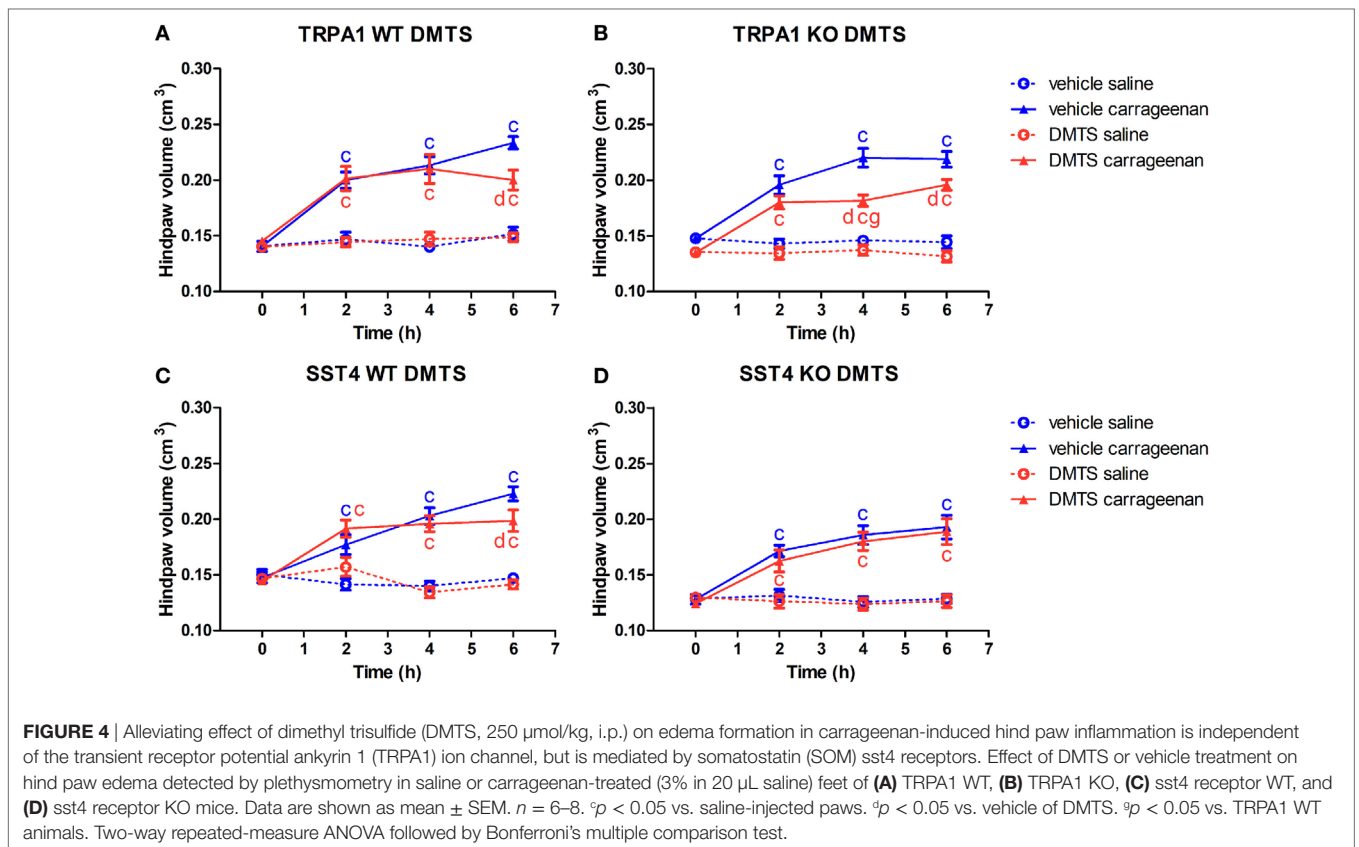 A
TRPA1 WT DMTS
Hindpaw volume (cm³)
0.30
0.25
0.20
0.15
0.10
c
c
c
c
c
d c
0 1 2 3 4 5 6 7
Time (h)
B
TRPA1 KO DMTS
Hindpaw volume (cm³)
0.30
0.25
0.20
0.15
0.10
c
c
c
c
d c g
d c
0 1 2 3 4 5 6 7
Time (h)
vehicle saline
vehicle carrageenan
DMTS saline
DMTS carrageenan
C
SST4 WT DMTS
Hindpaw volume (cm³)
0.30
0.25
0.20
0.15
0.10
c c
c
c
c
d c
0 1 2 3 4 5 6 7
Time (h)
D
SST4 KO DMTS
Hindpaw volume (cm³)
0.30
0.25
0.20
0.15
0.10
c
c
c
c
c
c
0 1 2 3 4 5 6 7
Time (h)
vehicle saline
vehicle carrageenan
DMTS saline
DMTS carrageenan
FIGURE 4 | Alleviating effect of dimethyl trisulfide (DMTS, 250 µmol/kg, i.p.) on edema formation in carrageenan-induced hind paw inflammation is independent
of the transient receptor potential ankyrin 1 (TRPA1) ion channel, but is mediated by somatostatin (SOM) sst4 receptors. Effect of DMTS or vehicle treatment on
hind paw edema detected by plethysmometry in saline or carrageenan-treated (3% in 20 µL saline) feet of (A) TRPA1 WT, (B) TRPA1 KO, (C) sst4 receptor WT, and
(D) sst4 receptor KO mice. Data are shown as mean ± SEM. n = 6–8. ᶜp < 0.05 vs. saline-injected paws. ᵈp < 0.05 vs. vehicle of DMTS. ᵍp < 0.05 vs. TRPA1 WT
animals. Two-way repeated-measure ANOVA followed by Bonferroni's multiple comparison test.